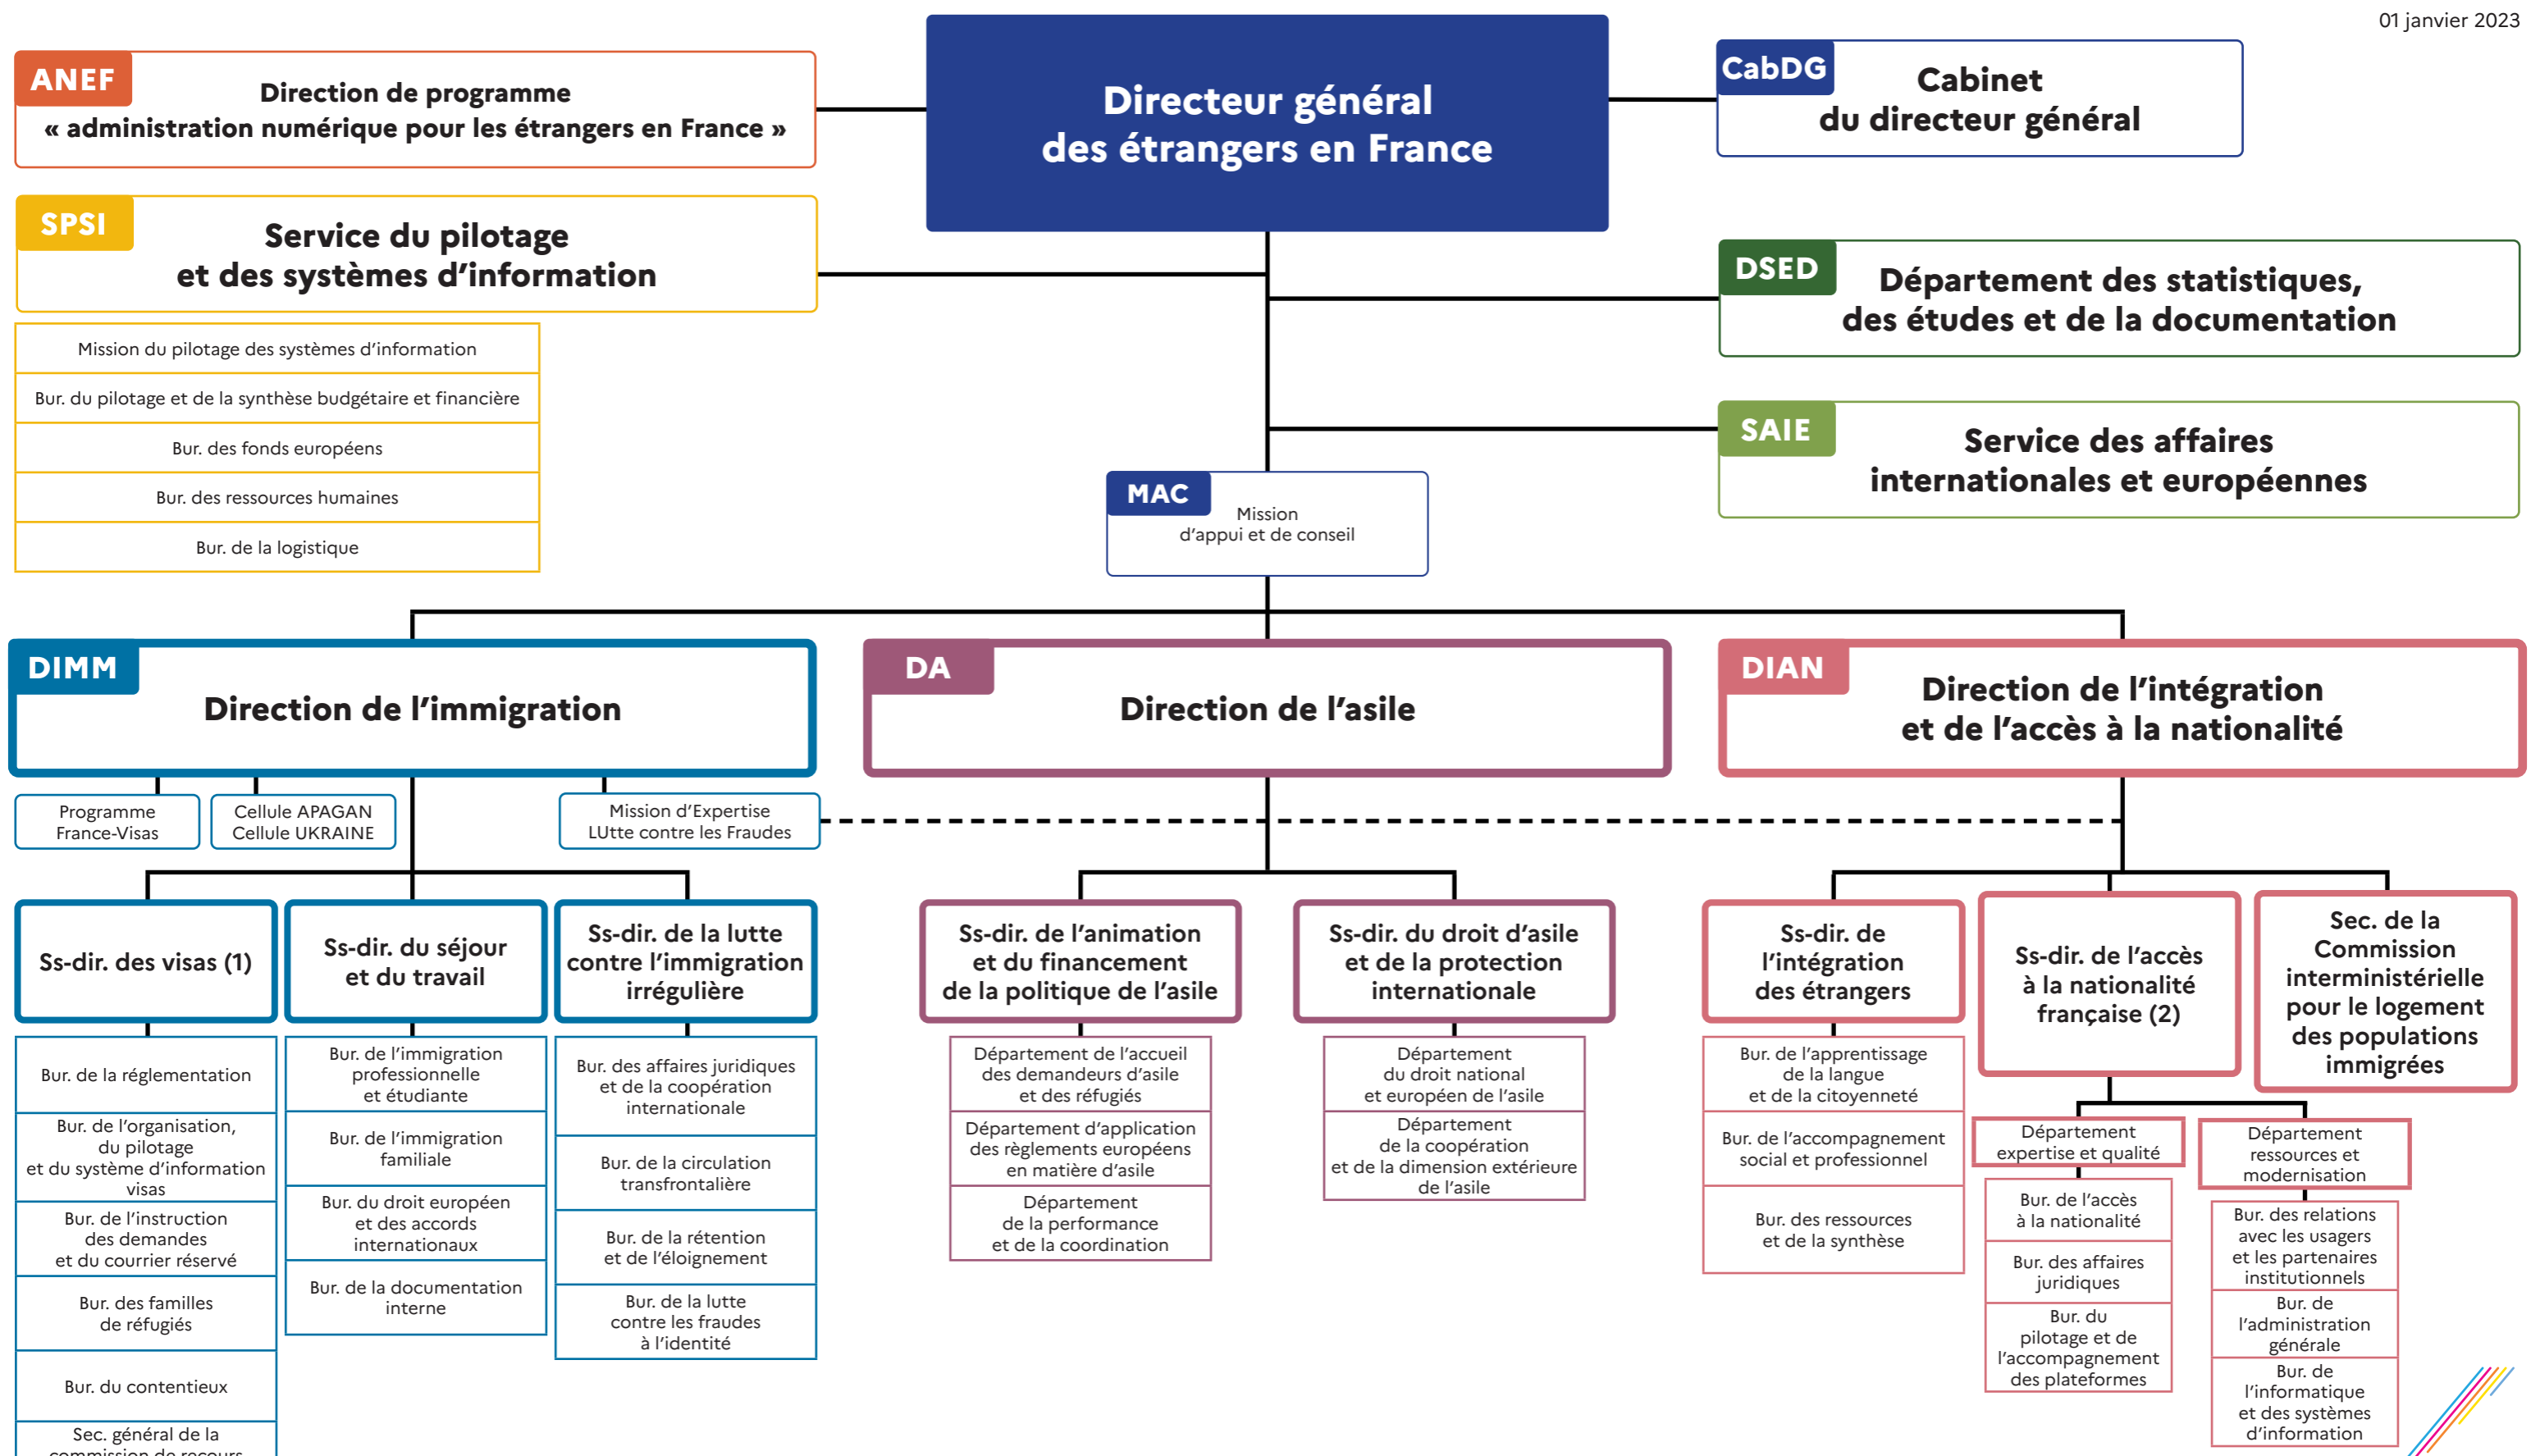 01 janvier 2023
ANEF
Direction de programme
« administration numérique pour les étrangers en France »
Directeur général
des étrangers en France
CabDG
Cabinet
du directeur général
SPSI
Service du pilotage
et des systèmes d’information
Mission du pilotage des systèmes d’information
Bur. du pilotage et de la synthèse budgétaire et financière
Bur. des fonds européens
Bur. des ressources humaines
Bur. de la logistique
DSED
Département des statistiques,
des études et de la documentation
SAIE
Service des affaires
internationales et européennes
MAC
Mission
d’appui et de conseil
DIMM
Direction de l’immigration
DA
Direction de l’asile
DIAN
Direction de l’intégration
et de l’accès à la nationalité
Programme
France-Visas
Cellule APAGAN
Cellule UKRAINE
Mission d’Expertise
LUtte contre les Fraudes
Ss-dir. des visas (1)
Bur. de la réglementation
Bur. de l’organisation,
du pilotage
et du système d’information
visas
Bur. de l’instruction
des demandes
et du courrier réservé
Bur. des familles
de réfugiés
Bur. du contentieux
Sec. général de la
commission de recours
Ss-dir. du séjour
et du travail
Bur. de l’immigration
professionnelle
et étudiante
Bur. de l’immigration
familiale
Bur. du droit européen
et des accords
internationaux
Bur. de la documentation
interne
Ss-dir. de la lutte
contre l’immigration
irrégulière
Bur. des affaires juridiques
et de la coopération
internationale
Bur. de la circulation
transfrontalière
Bur. de la rétention
et de l’éloignement
Bur. de la lutte
contre les fraudes
à l’identité
Ss-dir. de l’animation
et du financement
de la politique de l’asile
Département de l’accueil
des demandeurs d’asile
et des réfugiés
Département d’application
des règlements européens
en matière d’asile
Département
de la performance
et de la coordination
Ss-dir. du droit d’asile
et de la protection
internationale
Département
du droit national
et européen de l’asile
Département
de la coopération
et de la dimension extérieure
de l’asile
Ss-dir. de
l’intégration
des étrangers
Bur. de l’apprentissage
de la langue
et de la citoyenneté
Bur. de l’accompagnement
social et professionnel
Bur. des ressources
et de la synthèse
Ss-dir. de l’accès
à la nationalité
française (2)
Département
expertise et qualité
Bur. de l’accès
à la nationalité
Bur. des affaires
juridiques
Bur. du
pilotage et de
l’accompagnement
des plateformes
Département
ressources et
modernisation
Bur. des relations
avec les usagers
et les partenaires
institutionnels
Bur. de
l’administration
générale
Bur. de
l’informatique
et des systèmes
d’information
Sec. de la
Commission
interministérielle
pour le logement
des populations
immigrées